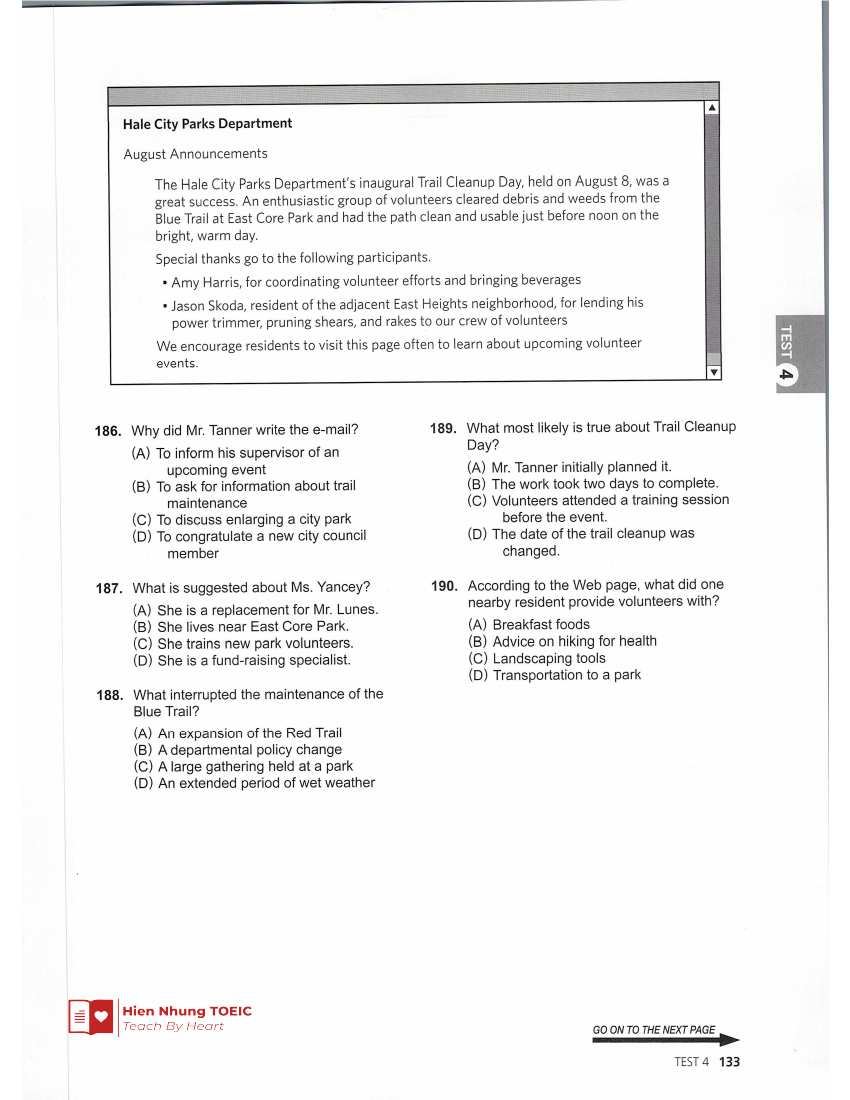 Hale City Parks Department
August Announcements
The Hale City Parks Department's inaugural Trail Cleanup Day, held on August 8, was a
great success. An enthusiastic group of volunteers cleared debris and weeds from the
Blue Trail at East Core Park and had the path clean and usable just before noon on the
bright, warm day.
Special thanks go to the following participants.
• Amy Harris, for coordinating volunteer efforts and bringing beverages
• Jason Skoda, resident of the adjacent East Heights neighborhood, for lending his
power trimmer, pruning shears, and rakes to our crew of volunteers
We encourage residents to visit this page often to learn about upcoming volunteer
events.
TEST 4
186. Why did Mr. Tanner write the e-mail?
(A) To inform his supervisor of an
upcoming event
(B) To ask for information about trail
maintenance
(C) To discuss enlarging a city park
(D) To congratulate a new city council
member
187. What is suggested about Ms. Yancey?
(A) She is a replacement for Mr. Lunes.
(B) She lives near East Core Park.
(C) She trains new park volunteers.
(D) She is a fund-raising specialist.
188. What interrupted the maintenance of the
Blue Trail?
(A) An expansion of the Red Trail
(B) A departmental policy change
(C) A large gathering held at a park
(D) An extended period of wet weather
189. What most likely is true about Trail Cleanup
Day?
(A) Mr. Tanner initially planned it.
(B) The work took two days to complete.
(C) Volunteers attended a training session
before the event.
(D) The date of the trail cleanup was
changed.
190. According to the Web page, what did one
nearby resident provide volunteers with?
(A) Breakfast foods
(B) Advice on hiking for health
(C) Landscaping tools
(D) Transportation to a park
Hien Nhung TOEIC
Teach By Heart
GO ON TO THE NEXT PAGE
TEST 4 133